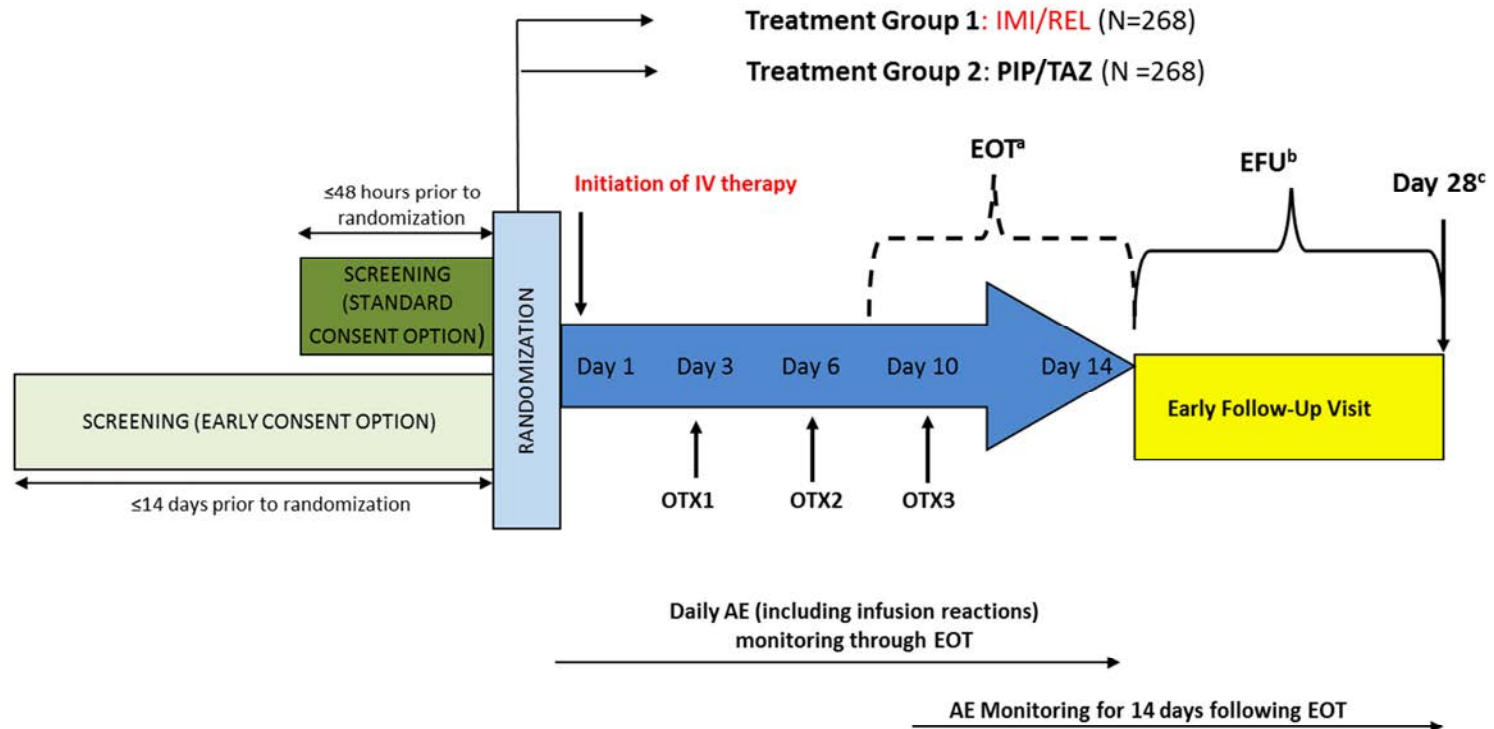 Treatment Group 1: IMI/REL (N=268)
Treatment Group 2: PIP/TAZ (N =268)
EOTᵃ
EFUᵇ
Day 28ᶜ
Initiation of IV therapy
≤48 hours prior to
randomization
SCREENING
(STANDARD
CONSENT OPTION)
RANDOMIZATION
Day 1
Day 3
Day 6
Day 10
Day 14
SCREENING (EARLY CONSENT OPTION)
Early Follow-Up Visit
≤14 days prior to randomization
OTX1
OTX2
OTX3
Daily AE (including infusion reactions)
monitoring through EOT
AE Monitoring for 14 days following EOT